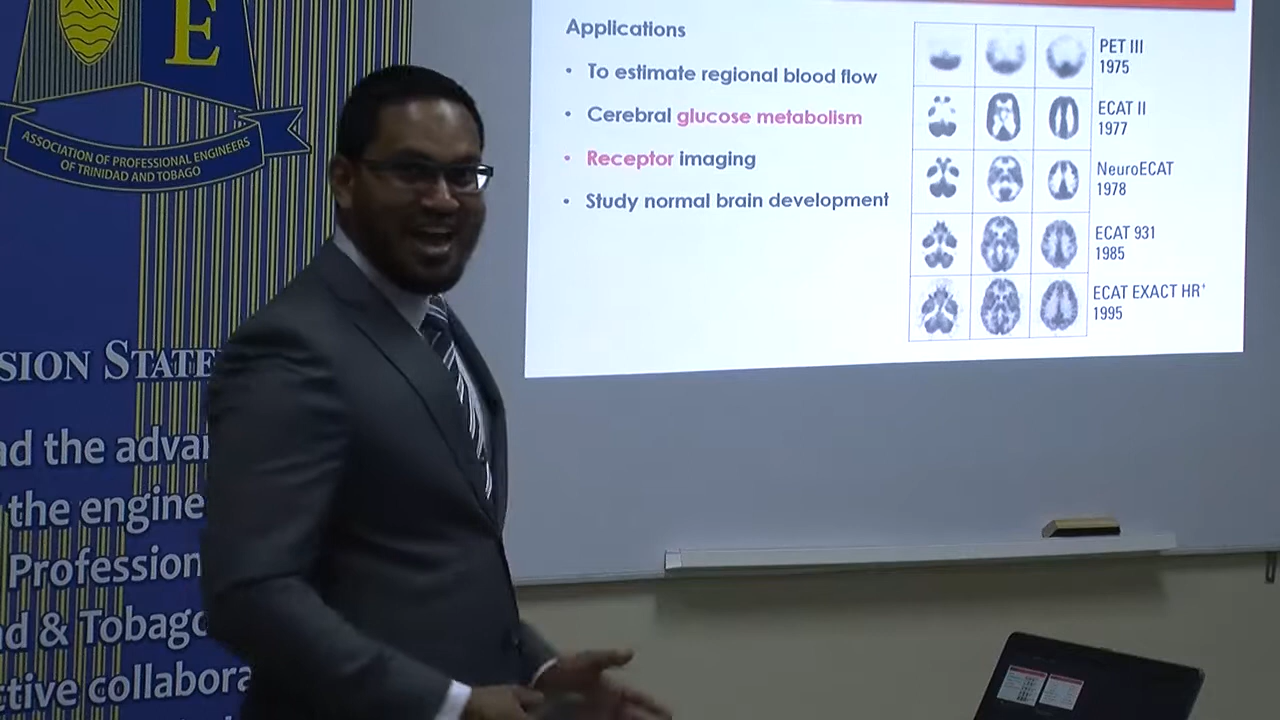 E
ASSOCIATION OF PROFESSIONAL ENGINEERS
OF TRINIDAD AND TOBAGO
SION STATE
nd the advan
the engine
Profession
nd & Tobago
ctive collabora
Applications
• To estimate regional blood flow
• Cerebral glucose metabolism
• Receptor imaging
• Study normal brain development
PET III
1975
ECAT II
1977
NeuroECAT
1978
ECAT 931
1985
ECAT EXACT HR⁺
1995